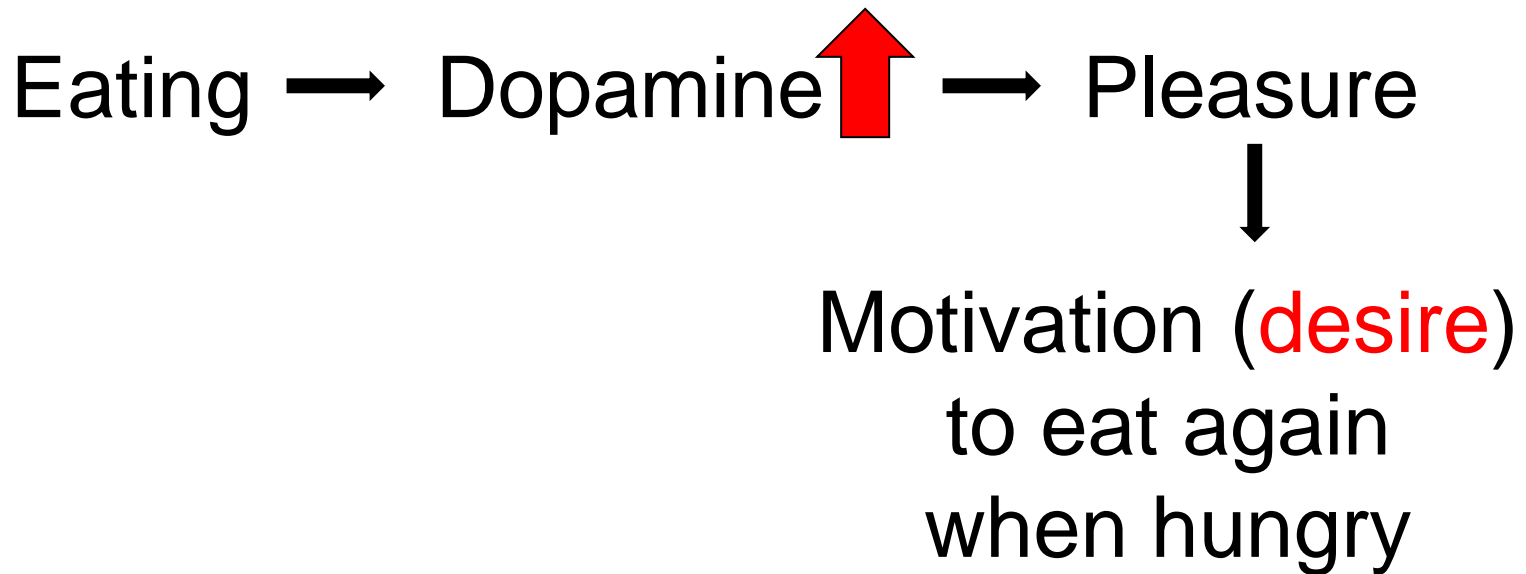 Eating Dopamine Pleasure
Motivation (desire)
to eat again
when hungry